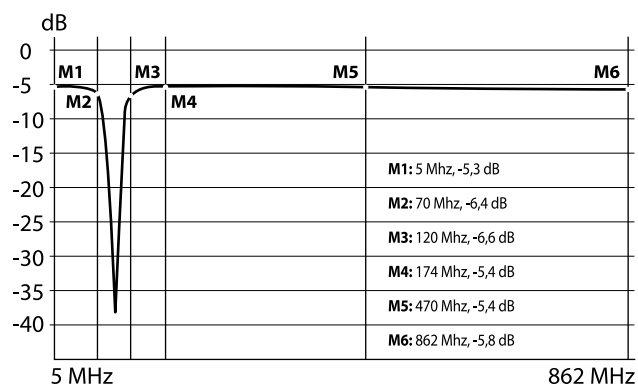 dB
0
-5
-10
-15
-20
-25
-30
-35
-40
M1
M3
M5
M6
M2
M4
M1: 5 Mhz, -5,3 dB
M2: 70 Mhz, -6,4 dB
M3: 120 Mhz, -6,6 dB
M4: 174 Mhz, -5,4 dB
M5: 470 Mhz, -5,4 dB
M6: 862 Mhz, -5,8 dB
5 MHz
862 MHz